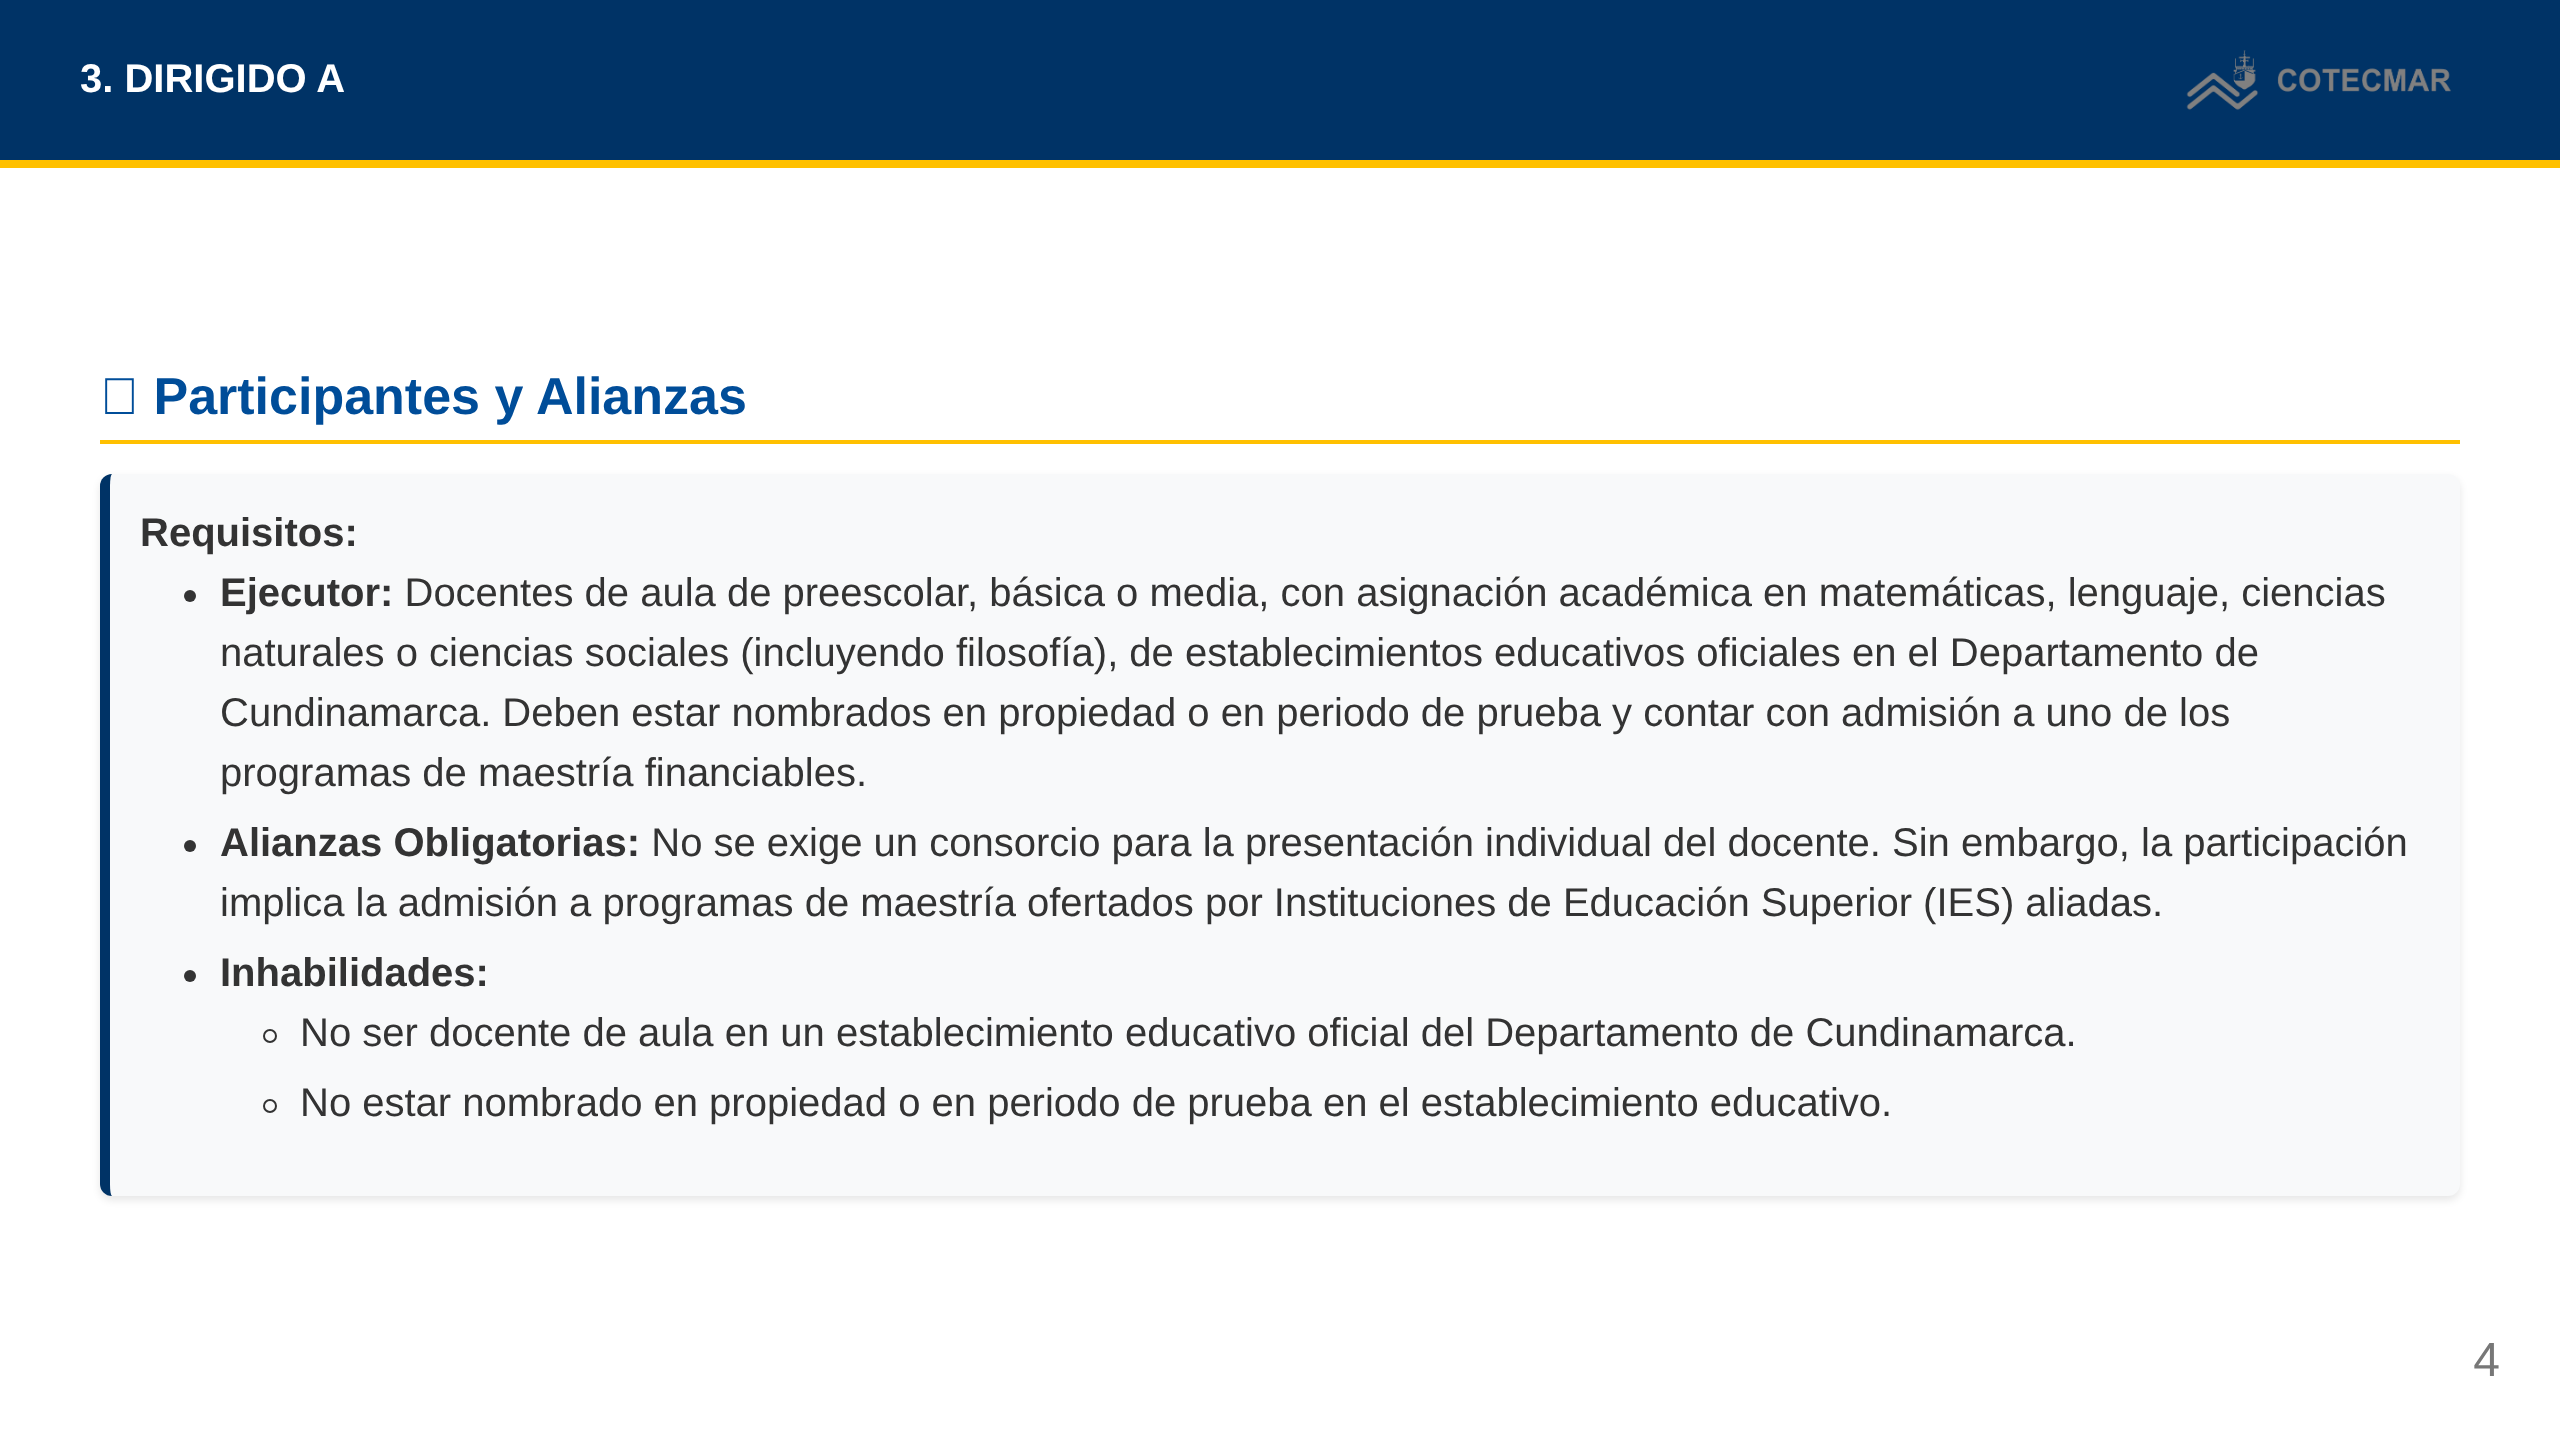 3. DIRIGIDO A
COTECMAR
Participantes y Alianzas
Requisitos:
• Ejecutor: Docentes de aula de preescolar, básica o media, con asignación académica en matemáticas, lenguaje, ciencias
naturales o ciencias sociales (incluyendo filosofía), de establecimientos educativos oficiales en el Departamento de
Cundinamarca. Deben estar nombrados en propiedad o en periodo de prueba y contar con admisión a uno de los
programas de maestría financiables.
• Alianzas Obligatorias: No se exige un consorcio para la presentación individual del docente. Sin embargo, la participación
implica la admisión a programas de maestría ofertados por Instituciones de Educación Superior (IES) aliadas.
• Inhabilidades:
◦ No ser docente de aula en un establecimiento educativo oficial del Departamento de Cundinamarca.
◦ No estar nombrado en propiedad o en periodo de prueba en el establecimiento educativo.
4